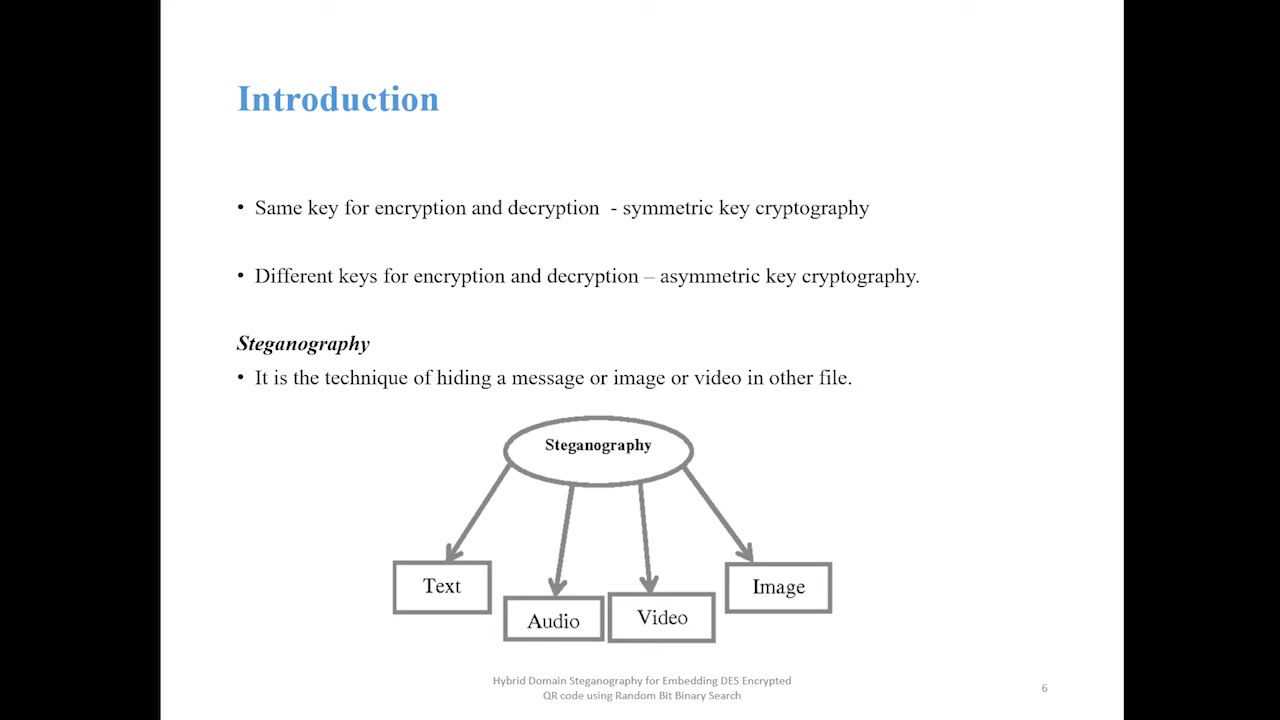 Introduction
• Same key for encryption and decryption  - symmetric key cryptography
• Different keys for encryption and decryption – asymmetric key cryptography.
Steganography
• It is the technique of hiding a message or image or video in other file.
Steganography
Text
Audio
Video
Image
Hybrid Domain Steganography for Embedding DES Encrypted
QR code using Random Bit Binary Search
6